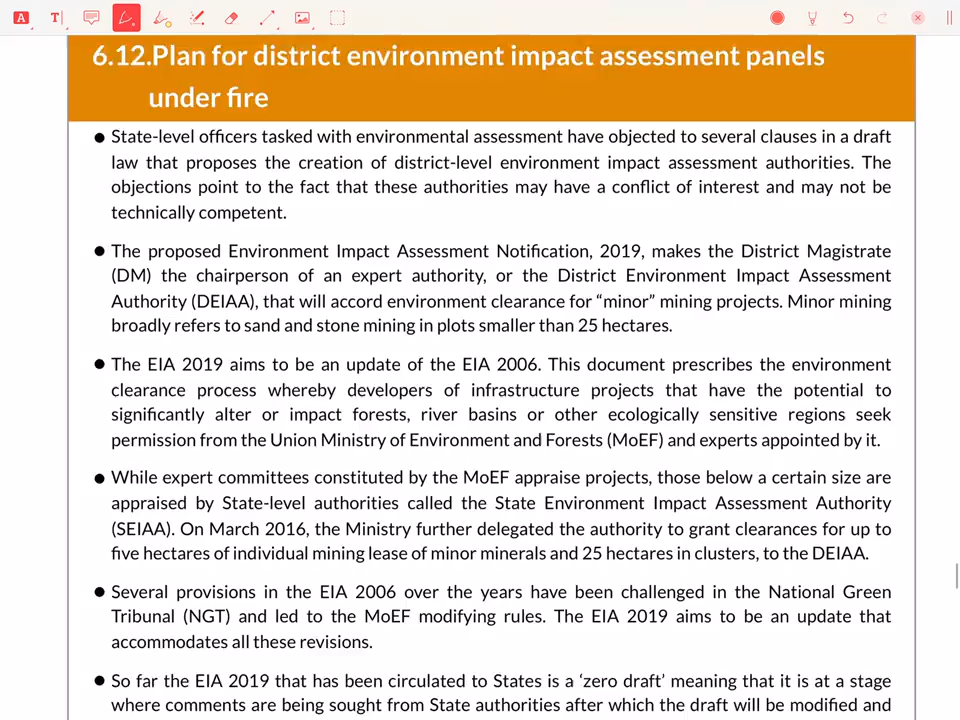 A T
6.12.Plan for district environment impact assessment panels
under fire
● State-level officers tasked with environmental assessment have objected to several clauses in a draft
law that proposes the creation of district-level environment impact assessment authorities. The
objections point to the fact that these authorities may have a conflict of interest and may not be
technically competent.
● The proposed Environment Impact Assessment Notification, 2019, makes the District Magistrate
(DM) the chairperson of an expert authority, or the District Environment Impact Assessment
Authority (DEIAA), that will accord environment clearance for “minor” mining projects. Minor mining
broadly refers to sand and stone mining in plots smaller than 25 hectares.
● The EIA 2019 aims to be an update of the EIA 2006. This document prescribes the environment
clearance process whereby developers of infrastructure projects that have the potential to
significantly alter or impact forests, river basins or other ecologically sensitive regions seek
permission from the Union Ministry of Environment and Forests (MoEF) and experts appointed by it.
● While expert committees constituted by the MoEF appraise projects, those below a certain size are
appraised by State-level authorities called the State Environment Impact Assessment Authority
(SEIAA). On March 2016, the Ministry further delegated the authority to grant clearances for up to
five hectares of individual mining lease of minor minerals and 25 hectares in clusters, to the DEIAA.
● Several provisions in the EIA 2006 over the years have been challenged in the National Green
Tribunal (NGT) and led to the MoEF modifying rules. The EIA 2019 aims to be an update that
accommodates all these revisions.
● So far the EIA 2019 that has been circulated to States is a ‘zero draft’ meaning that it is at a stage
where comments are being sought from State authorities after which the draft will be modified and